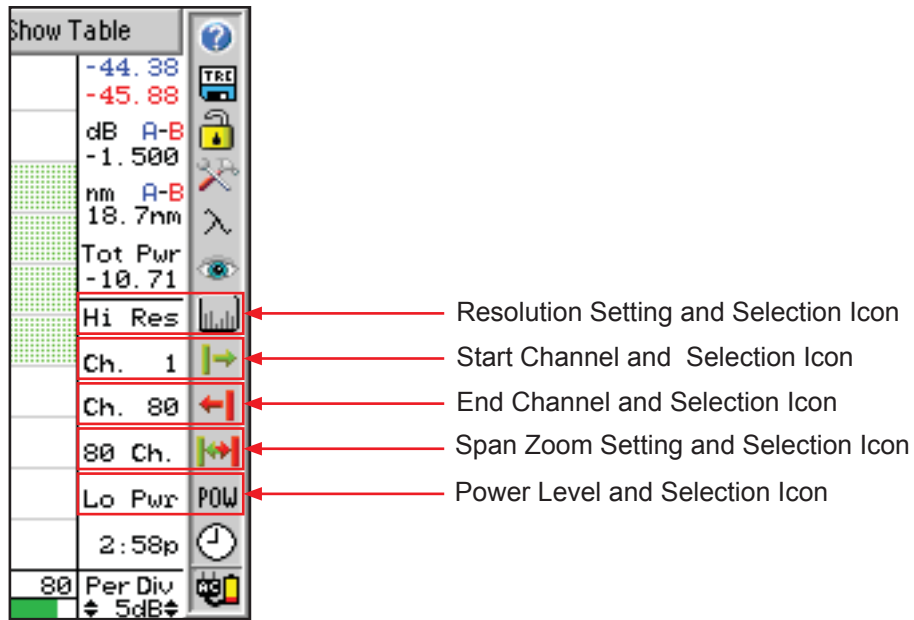 Show Table
-44.38
-45.88
TRC
dB A-B
-1.500
nm A-B
18.7nm
λ
Tot Pwr
-10.71
Hi Res
Resolution Setting and Selection Icon
Ch. 1
Start Channel and Selection Icon
Ch. 80
End Channel and Selection Icon
80 Ch.
Span Zoom Setting and Selection Icon
Lo Pwr POW
Power Level and Selection Icon
2:58p
80 Per Div
5dB
AC